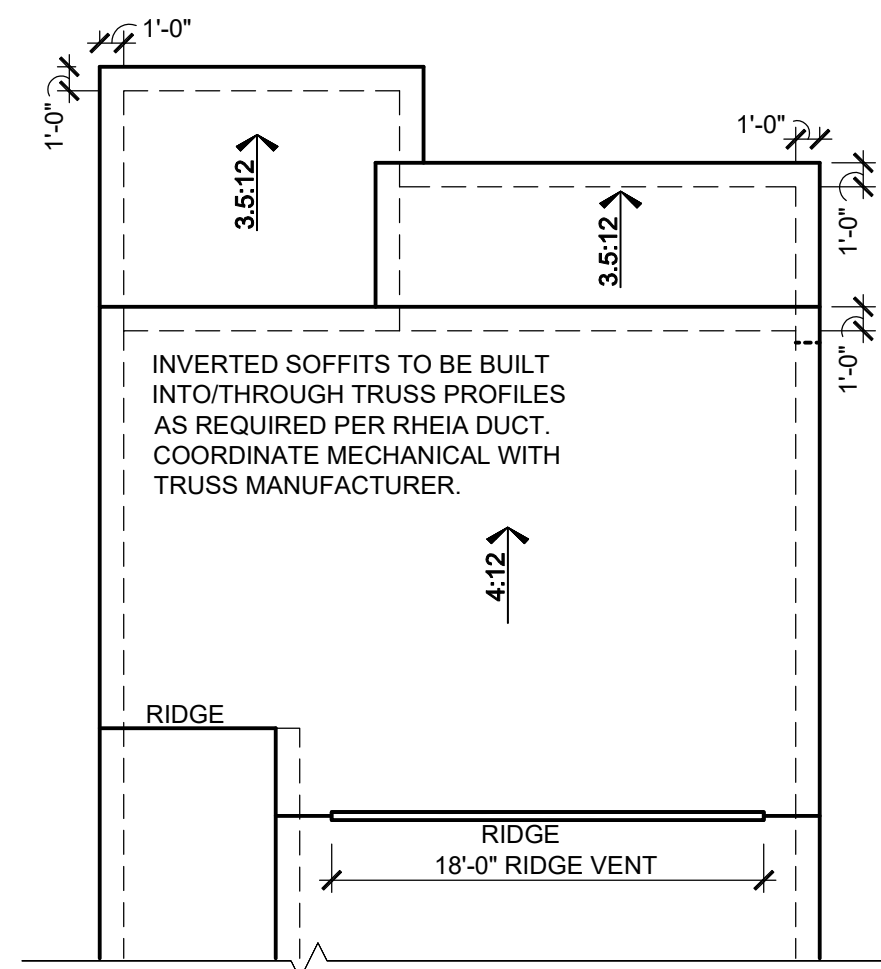 1'-0"
1'-0"
1'-0"
3.5:12
3.5:12
1'-0"
1'-0"
INVERTED SOFFITS TO BE BUILT
INTO/THROUGH TRUSS PROFILES
AS REQUIRED PER RHEIA DUCT.
COORDINATE MECHANICAL WITH
TRUSS MANUFACTURER.
4:12
RIDGE
RIDGE
18'-0" RIDGE VENT